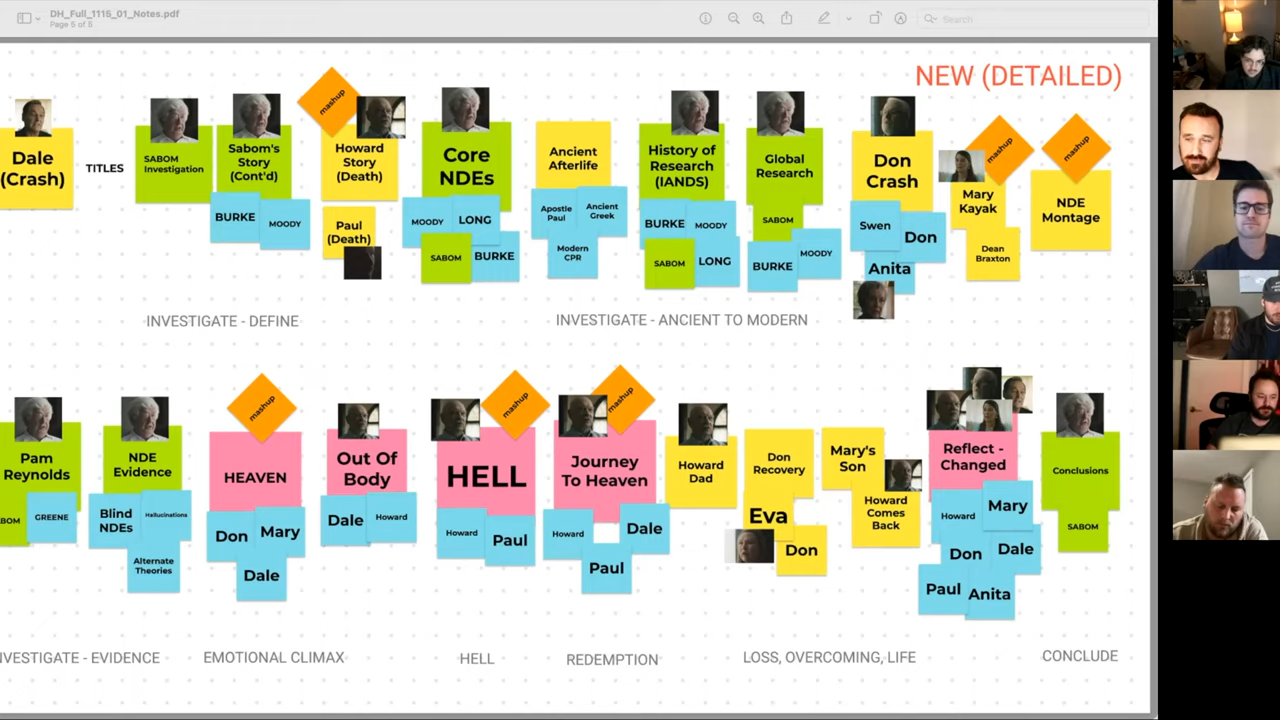 DH_Full_1115_01_Notes.pdf
Page 5 of 5
Search
NEW (DETAILED)
Dale
(Crash)
TITLES
SABOM
Investigation
Sabom's
Story
(Cont'd)
BURKE
MOODY
mashup
Howard
Story
(Death)
Paul
(Death)
Core
NDEs
MOODY
LONG
SABOM
BURKE
Ancient
Afterlife
Apostle
Paul
Ancient
Greek
Modern
CPR
History of
Research
(IANDS)
BURKE
MOODY
SABOM
LONG
Global
Research
SABOM
BURKE
MOODY
Don
Crash
Swen
Don
Anita
mashup
Mary
Kayak
Dean
Braxton
mashup
NDE
Montage
INVESTIGATE - DEFINE
INVESTIGATE - ANCIENT TO MODERN
Pam
Reynolds
GREENE
NDE
Evidence
Blind
NDEs
Hallucinations
Alternate
Theories
mashup
HEAVEN
Don
Mary
Dale
Out Of
Body
Dale
Howard
mashup
HELL
Howard
Paul
mashup
Journey
To Heaven
Howard
Dale
Paul
Howard
Dad
Don
Recovery
Eva
Don
Mary's
Son
Howard
Comes
Back
Reflect -
Changed
Howard
Mary
Don
Dale
Paul
Anita
Conclusions
SABOM
EMOTIONAL CLIMAX
HELL
REDEMPTION
LOSS, OVERCOMING, LIFE
CONCLUDE